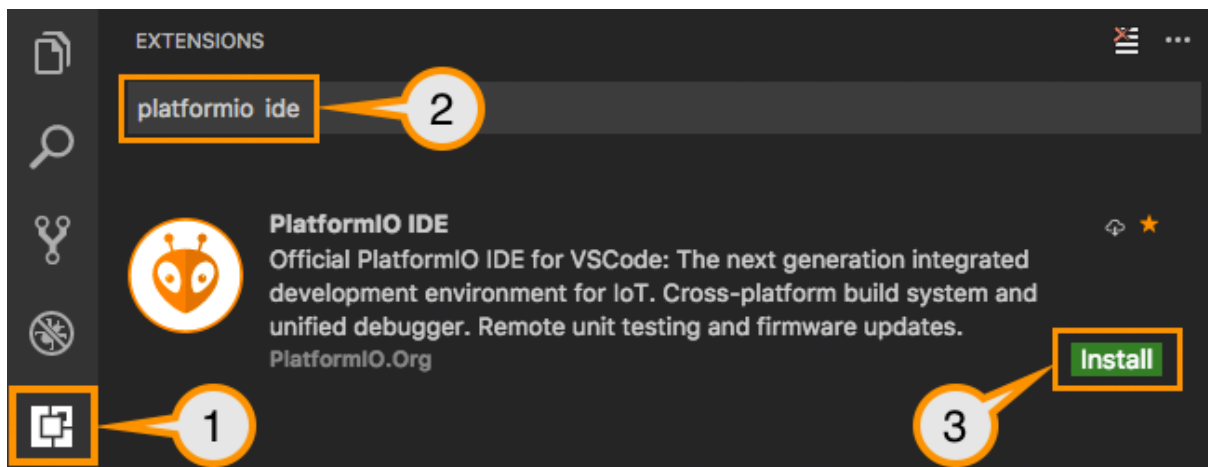 EXTENSIONS
platformio ide
2
PlatformIO IDE
Official PlatformIO IDE for VSCode: The next generation integrated
development environment for IoT. Cross-platform build system and
unified debugger. Remote unit testing and firmware updates.
PlatformIO.Org
Install
1
3